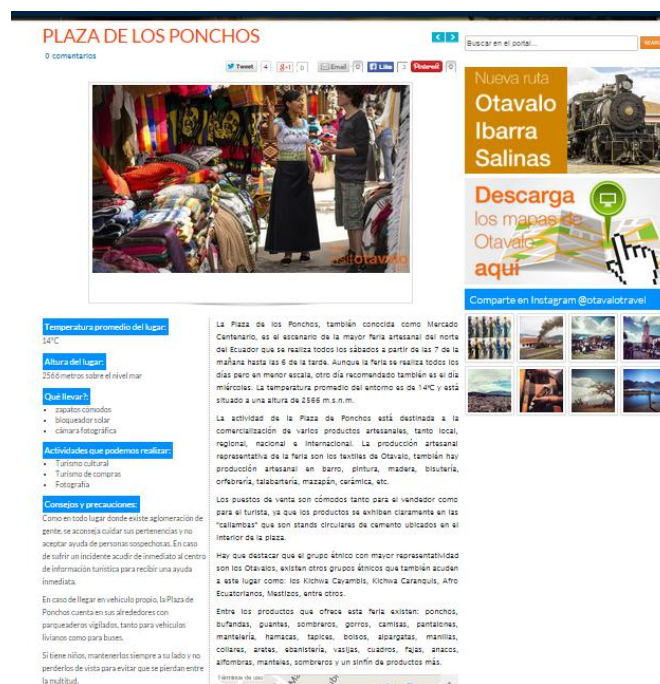 PLAZA DE LOS PONCHOS
0 comentarios
Tweet 4 g+1 0 Email 0 Like 3 Pinterest 0
visitotavalo
Temperatura promedio del lugar:
14°C
Altura del lugar:
2566 metros sobre el nivel mar
Qué llevar?:
zapatos cómodos
bloqueador solar
cámara fotográfica
Actividades que podemos realizar:
Turismo cultural
Turismo de compras
Fotografía
Consejos y precauciones:
Como en todo lugar donde existe aglomeración de
gente, se aconseja cuidar sus pertenencias y no
aceptar ayuda de personas sospechosas. En caso
de sufrir un incidente acudir de inmediato al centro
de información turística para recibir una ayuda
inmediata.
En caso de llegar en vehículo propio, la Plaza de
Ponchos cuenta en sus alrededores con
parqueaderos vigilados, tanto para vehículos
livianos como para buses.
Si tiene niños, mantenerlos siempre a su lado y no
perderlos de vista para evitar que se pierdan entre
la multitud.
La Plaza de los Ponchos, también conocida como Mercado
Centenario, es el escenario de la mayor feria artesanal del norte
del Ecuador que se realiza todos los sábados a partir de las 7 de la
mañana hasta las 6 de la tarde. Aunque la feria se realiza todos los
días pero en menor escala, otro día recomendado también es el día
miércoles. La temperatura promedio del entorno es de 14°C y está
situado a una altura de 2566 m.s.n.m.
La actividad de la Plaza de Ponchos está destinada a la
comercialización de varios productos artesanales, tanto local,
regional, nacional e internacional. La producción artesanal
representativa de la feria son los textiles de Otavalo, también hay
producción artesanal en barro, pintura, madera, bisutería,
orfebrería, talabartería, mazapán, cerámica, etc.
Los puestos de venta son cómodos tanto para el vendedor como
para el turista, ya que los productos se exhiben claramente en las
"callambas" que son stands circulares de cemento ubicados en el
interior de la plaza.
Hay que destacar que el grupo étnico con mayor representatividad
son los Otavalos, existen otros grupos étnicos que también acuden
a este lugar como: los Kichwa Cayambis, Kichwa Caranquis, Afro
Ecuatorianos, Mestizos, entre otros.
Entre los productos que ofrece esta feria existen: ponchos,
bufandas, guantes, sombreros, gorros, camisas, pantalones,
mantelería, hamacas, tapices, bolsos, alpargatas, manillas,
collares, aretes, ebanistería, vasijas, cuadros, fajas, anacos,
alfombras, manteles, sombreros y un sinfín de productos más.
Términos de uso
Buscar en el portal...
Nueva ruta
Otavalo
Ibarra
Salinas
Descarga
los mapas de
Otavalo
aquí
Comparte en Instagram @otavalotravel